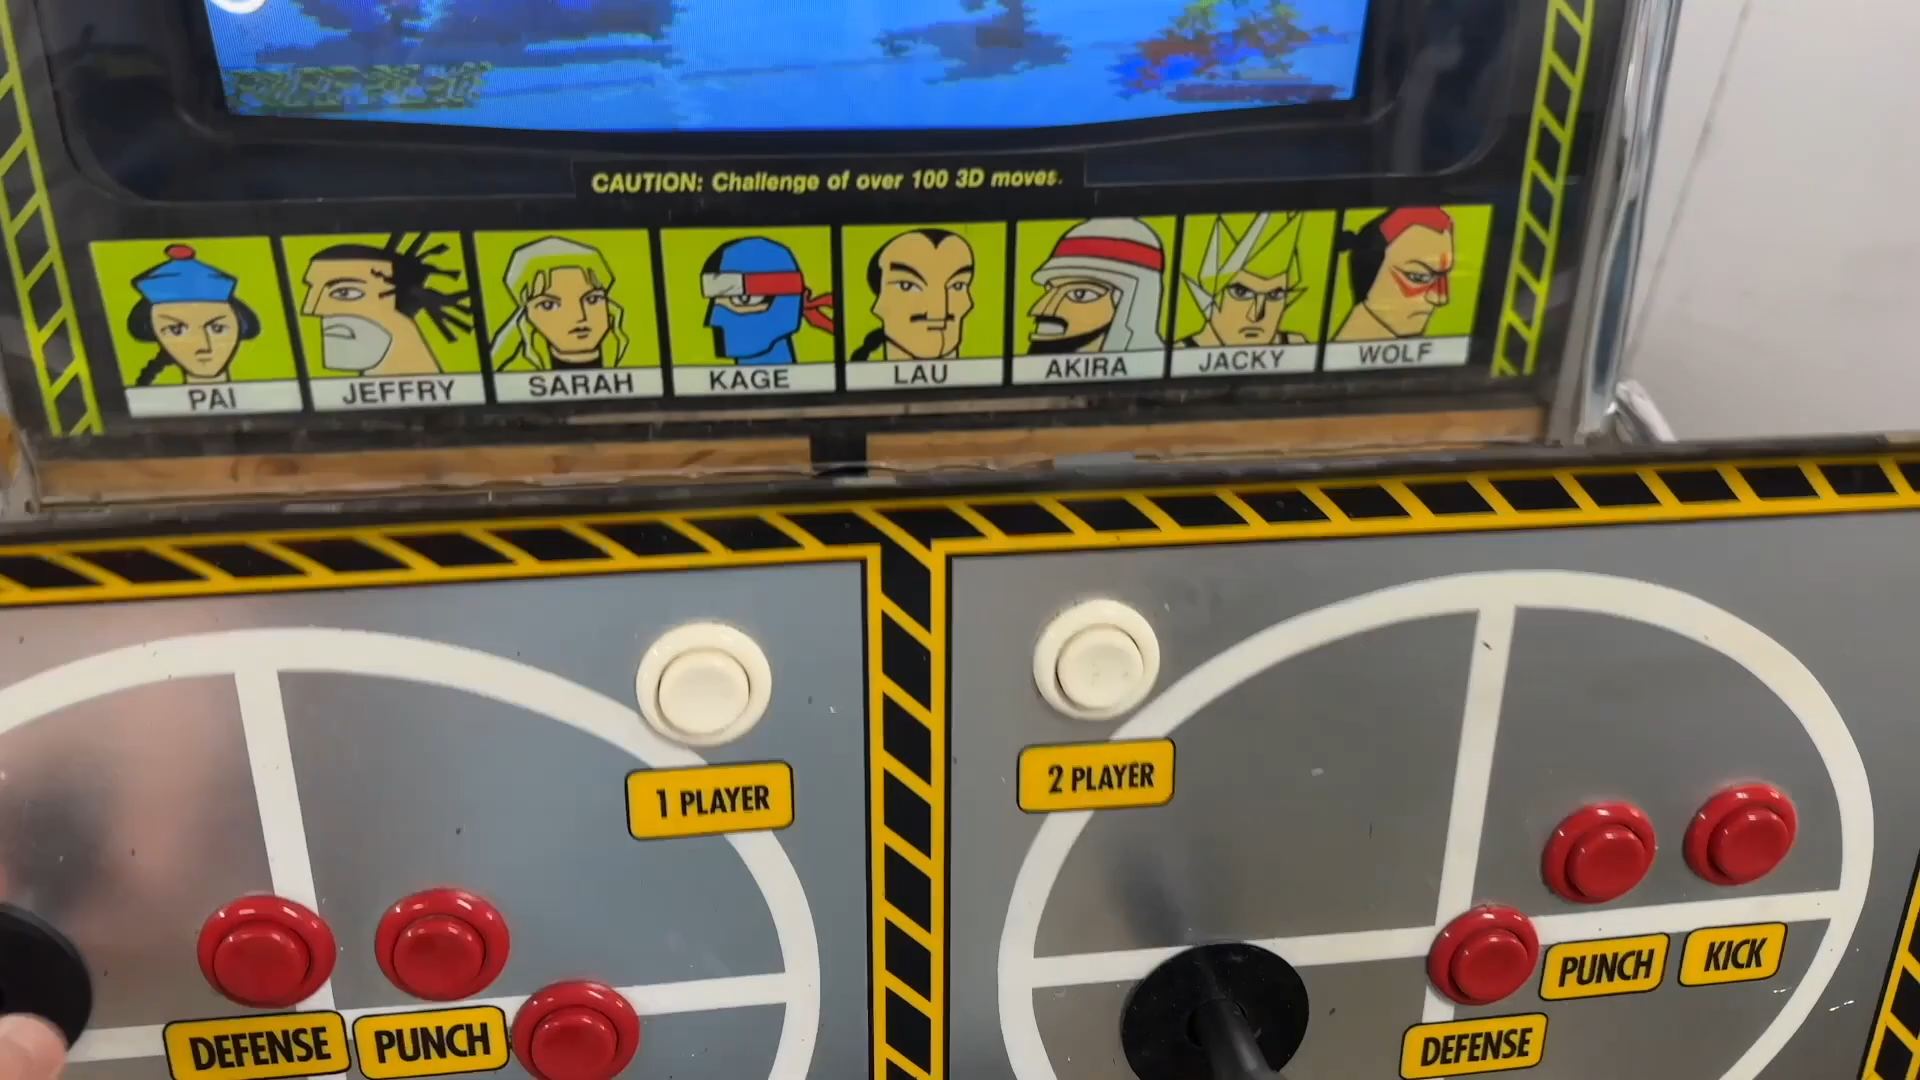 CAUTION: Challenge of over 100 3D moves.
PAI
JEFFRY
SARAH
KAGE
LAU
AKIRA
JACKY
WOLF
1 PLAYER
2 PLAYER
DEFENSE
PUNCH
PUNCH
KICK
DEFENSE